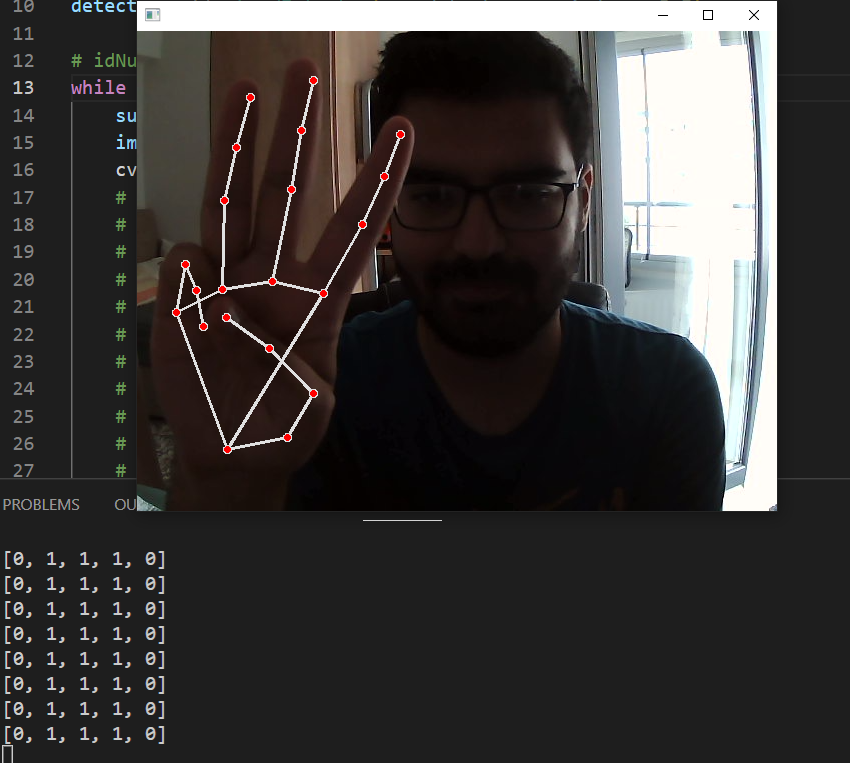 10 detect
11
12 # idNu
13 while
14 su
15 im
16 cv
17 #
18 #
19 #
20 #
21 #
22 #
23 #
24 #
25 #
26 #
27 #
PROBLEMS OU
[0, 1, 1, 1, 0]
[0, 1, 1, 1, 0]
[0, 1, 1, 1, 0]
[0, 1, 1, 1, 0]
[0, 1, 1, 1, 0]
[0, 1, 1, 1, 0]
[0, 1, 1, 1, 0]
[0, 1, 1, 1, 0]